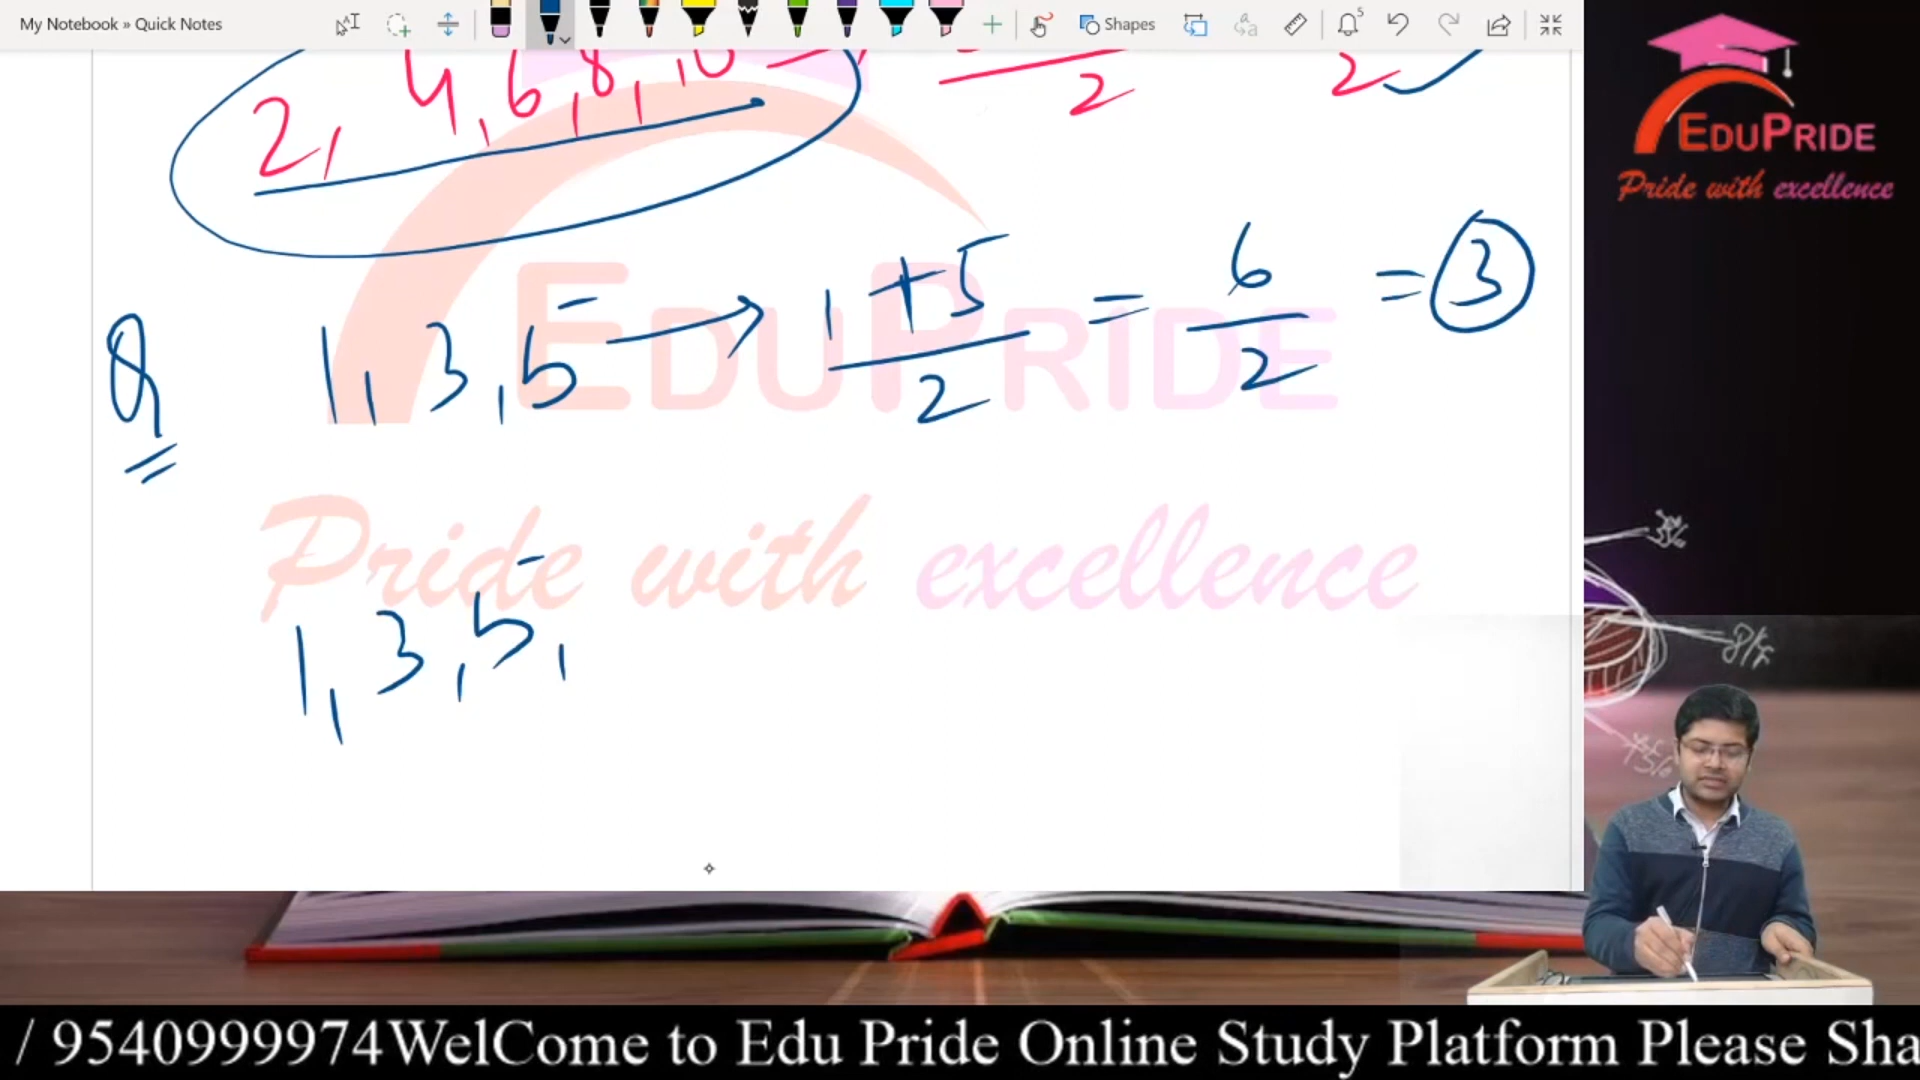 My Notebook » Quick Notes
Shapes
5
2, 4, 6, 8, 10
2
2
EDUPRIDE
Pride with excellence
Q 1, 3, 5 → 1+5/2 = 6/2 = 3
EDUPRIDE
Pride with excellence
1, 3, 5,
/ 9540999974WelCome to Edu Pride Online Study Platform Please Sha